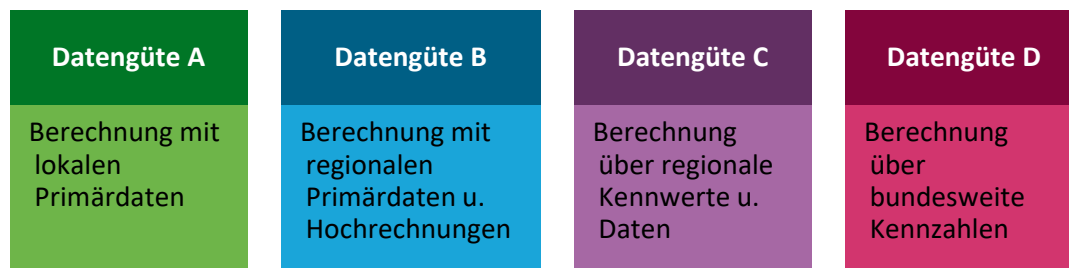 Datengüte A
Berechnung mit
lokalen
Primärdaten
Datengüte B
Berechnung mit
regionalen
Primärdaten u.
Hochrechnungen
Datengüte C
Berechnung
über regionale
Kennwerte u.
Daten
Datengüte D
Berechnung
über
bundesweite
Kennzahlen